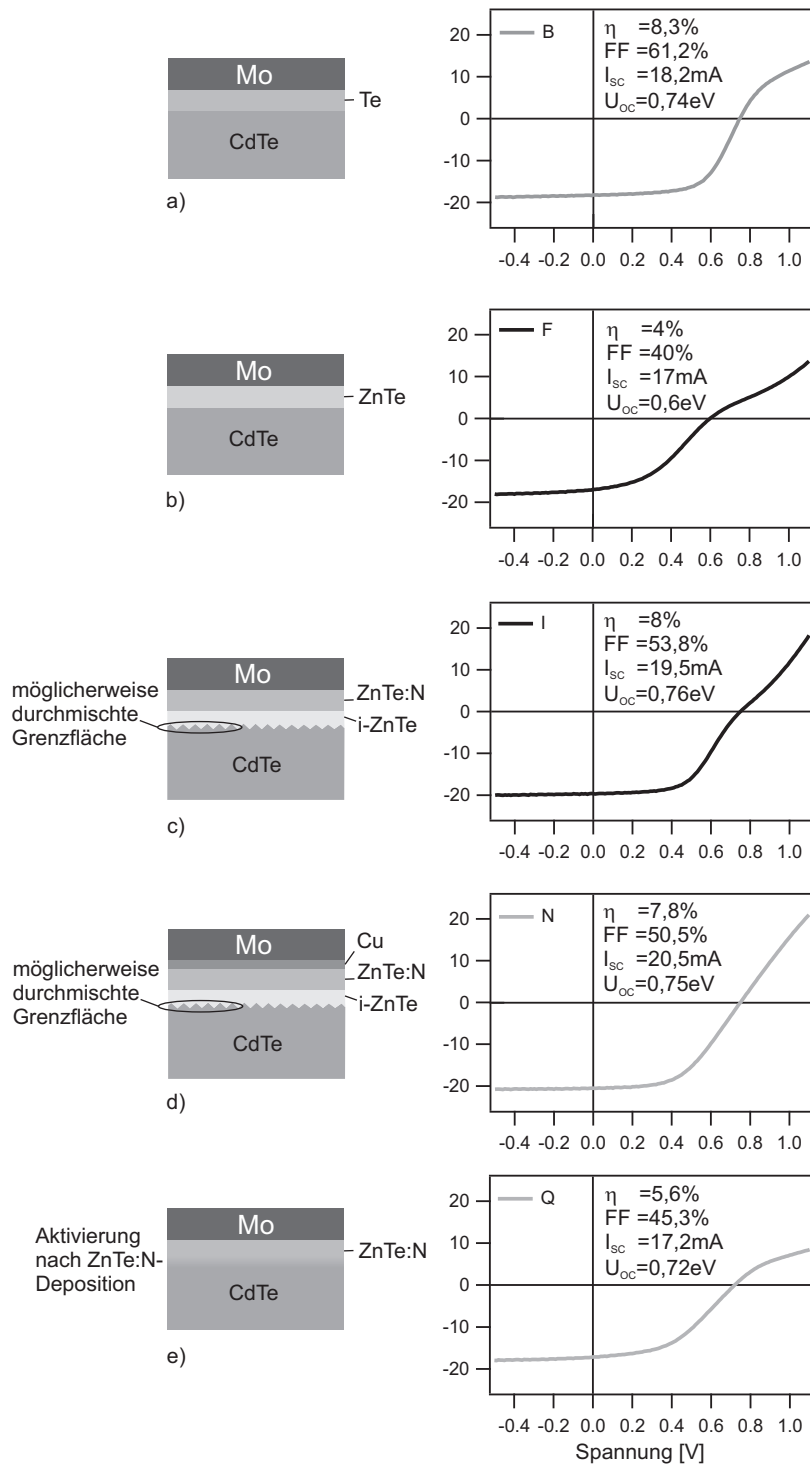 Mo
Te
CdTe
a)
B
η =8,3%
FF =61,2%
I_SC =18,2mA
U_OC=0,74eV
20
10
0
-10
-20
-0.4 -0.2 0.0 0.2 0.4 0.6 0.8 1.0
Mo
ZnTe
CdTe
b)
F
η =4%
FF =40%
I_SC =17mA
U_OC=0,6eV
20
10
0
-10
-20
-0.4 -0.2 0.0 0.2 0.4 0.6 0.8 1.0
Mo
ZnTe:N
i-ZnTe
möglicherweise
durchmischte
Grenzfläche
CdTe
c)
I
η =8%
FF =53,8%
I_SC =19,5mA
U_OC=0,76eV
20
10
0
-10
-20
-0.4 -0.2 0.0 0.2 0.4 0.6 0.8 1.0
Mo
Cu
ZnTe:N
i-ZnTe
möglicherweise
durchmischte
Grenzfläche
CdTe
d)
N
η =7,8%
FF =50,5%
I_SC =20,5mA
U_OC=0,75eV
20
10
0
-10
-20
-0.4 -0.2 0.0 0.2 0.4 0.6 0.8 1.0
Mo
ZnTe:N
Aktivierung
nach ZnTe:N-
Deposition
CdTe
e)
Q
η =5,6%
FF =45,3%
I_SC =17,2mA
U_OC=0,72eV
20
10
0
-10
-20
-0.4 -0.2 0.0 0.2 0.4 0.6 0.8 1.0
Spannung [V]